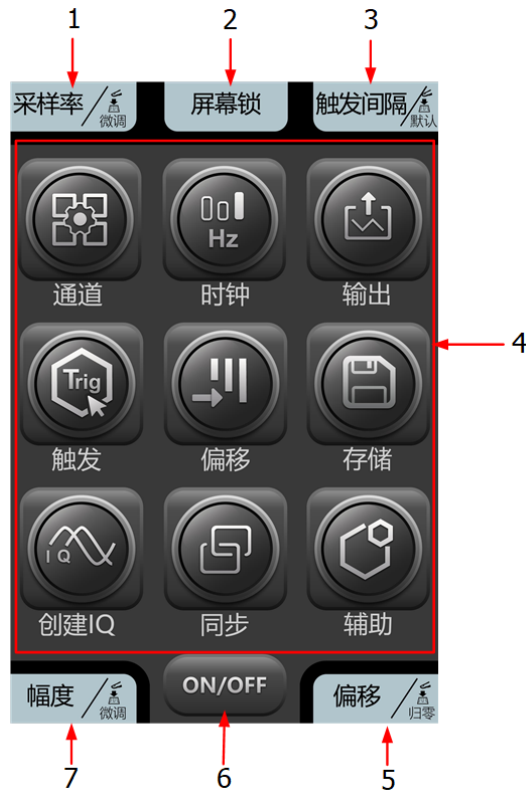 1 2 3
采样率/微调 屏幕锁 触发间隔/默认
Hz
通道 时钟 输出
4
Trig
触发 偏移 存储
I Q
创建IQ 同步 辅助
幅度/微调 ON/OFF 偏移/归零
7 6 5